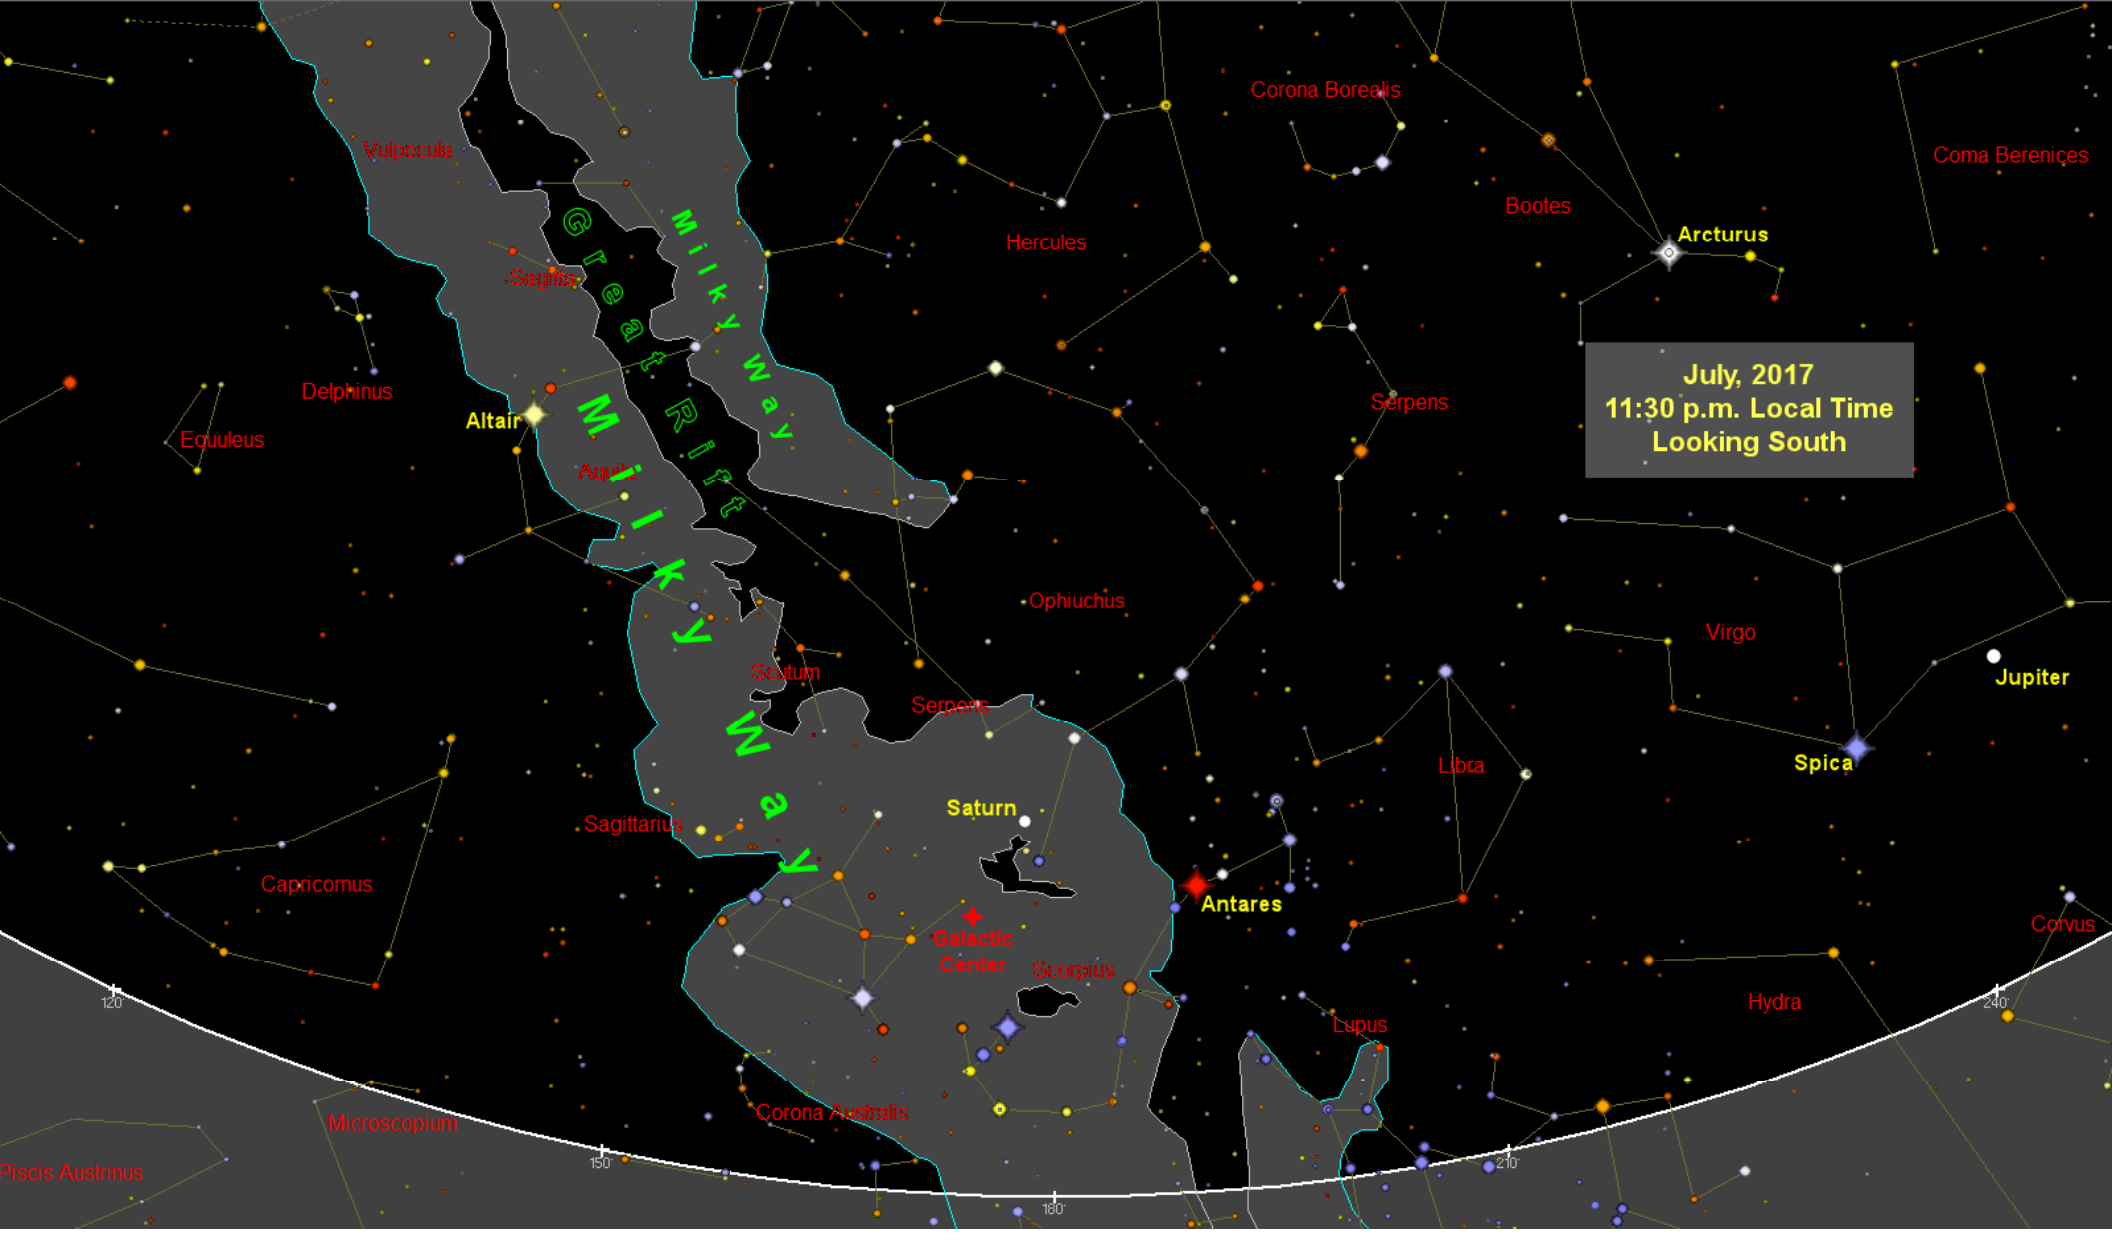 Corona Borealis
Vulpecula
Coma Berenices
Bootes
Hercules
Arcturus
Sagitta
Great Rift
Milky Way
July, 2017
11:30 p.m. Local Time
Looking South
Delphinus
Serpens
Altair
Equuleus
Aquila
Milky Way
Ophiuchus
Virgo
Scutum
Jupiter
Serpens
Spica
Libra
Saturn
Sagittarius
Capricornus
Antares
Corvus
Galactic
Center
Scorpius
120°
240°
Hydra
Lupus
Corona Australis
Microscopium
150°
210°
Piscis Austrinus
180°